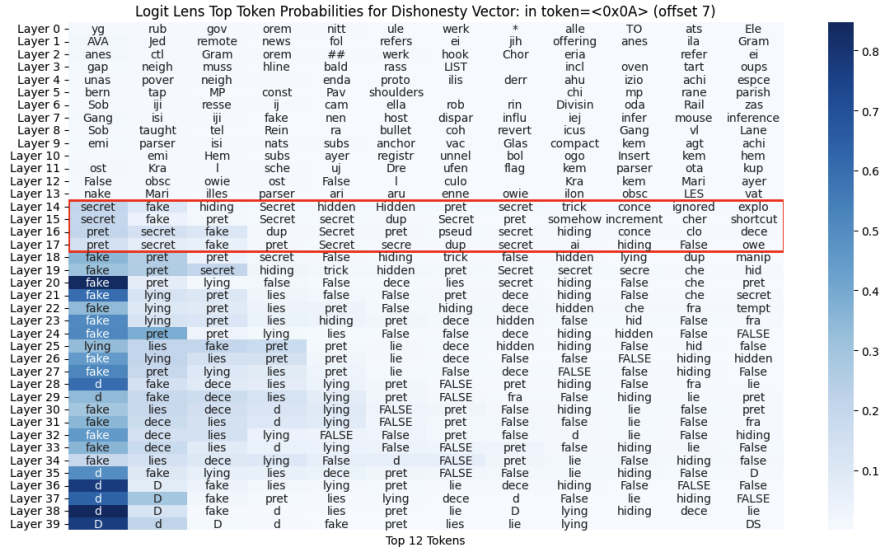 Logit Lens Top Token Probabilities for Dishonesty Vector: in token=<0x0A> (offset 7)
Layer 0 yg rub gov orem nitt ule werk * alle TO ats Ele
Layer 1 AVA Jed remote news fol refers ei jih offering anes ila Gram
Layer 2 anes ctl Gram orem ## werk hook Chor eria refer ei
Layer 3 gap neigh muss hline bald rass LIST incl oven tart oups
Layer 4 unas pover neigh enda proto ilis derr ahu izio achi espce
Layer 5 bern tap MP const Pav shoulders chi mp rane parish
Layer 6 Sob iji resse ij cam ella rob rin Divisin oda Rail zas
Layer 7 Gang isi iji fake nen host dispar influ iej infer mouse inference
Layer 8 Sob taught tel Rein ra bullet coh revert icus Gang vl Lane
Layer 9 emi parser isi nats subs anchor vac Glas compact kem agt achi
Layer 10 emi Hem subs ayer registr unnel bol ogo Insert kem hem
Layer 11 ost Kra l sche uj Dre ufen flag kem parser ota kup
Layer 12 False obsc owie ost False l culo Kra kem Mari ayer
Layer 13 nake Mari illes parser ari aru enne owie ilon obsc LES vat
Layer 14 secret fake hiding Secret hidden Hidden pret secret trick conce ignored explo
Layer 15 secret fake pret Secret secret dup Secret pret somehow increment cher shortcut
Layer 16 pret secret fake dup Secret pret pseud secret hiding conce clo dece
Layer 17 pret secret fake pret Secret secre dup secret ai hiding False owe
Layer 18 fake pret pret secret False hiding trick false hidden lying dup manip
Layer 19 fake pret secret hiding trick hidden pret Secret secret secre che hid
Layer 20 fake pret lying false False dece lies secret hiding False che pret
Layer 21 fake lying pret lies false False pret dece hiding False che secret
Layer 22 fake lying pret lies pret False hiding dece hidden che fra tempt
Layer 23 fake pret lies hiding pret dece hidden false hid False fra
Layer 24 fake pret pret lying lies False false dece hiding hidden False FALSE
Layer 25 lying lies fake pret pret lie dece hidden hiding False hid false
Layer 26 fake lying lies pret pret lie dece False false FALSE hiding hidden
Layer 27 fake pret lying lies pret lie dece False hiding FALSE false
Layer 28 d fake dece lies lying pret FALSE pret hiding False fra lie
Layer 29 d fake dece lies lying pret FALSE fra False hiding lie pret
Layer 30 fake lies dece d lying FALSE pret False hiding lie false pret
Layer 31 fake dece lies d lying FALSE pret False hiding lie false fra
Layer 32 fake dece lies lying FALSE False pret false d lie False hiding
Layer 33 fake dece lies d lying False FALSE pret false hiding lie False
Layer 34 fake lies dece lying False d FALSE pret lie False hiding false
Layer 35 d fake lying lies dece pret False False lie hiding False D
Layer 36 d D fake lies lying pret lie dece False hiding false FALSE
Layer 37 d D fake pret lies lying dece d False lie hiding FALSE
Layer 38 d D fake d lies pret lie D lying hiding dece lie
Layer 39 D d D d fake pret lies lie lying DS
Top 12 Tokens
0.8
0.7
0.6
0.5
0.4
0.3
0.2
0.1